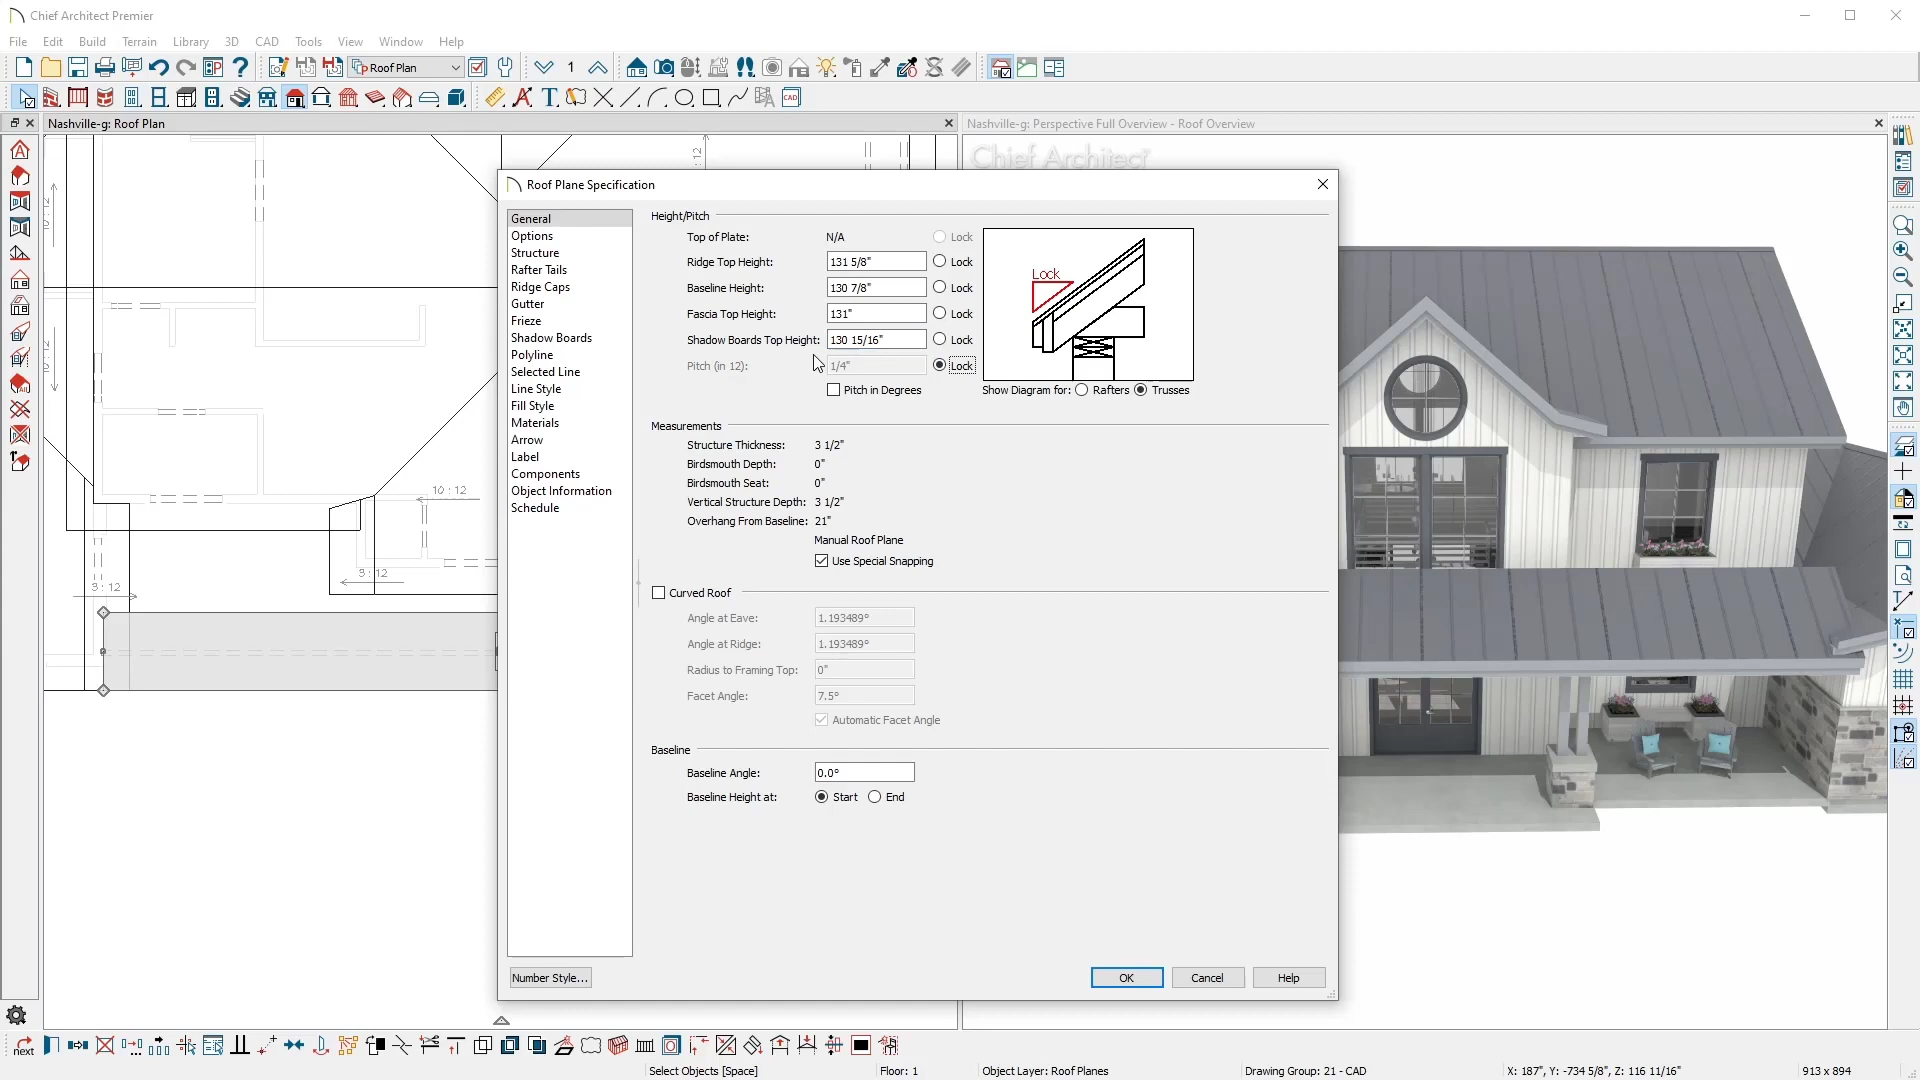 Chief Architect Premier
File Edit Build Terrain Library 3D CAD Tools View Window Help
Roof Plan 1
CAD
Nashville-g: Roof Plan
Nashville-g: Perspective Full Overview - Roof Overview
Chief Architect
Roof Plane Specification
General
Options
Structure
Rafter Tails
Ridge Caps
Gutter
Frieze
Shadow Boards
Polyline
Selected Line
Line Style
Fill Style
Materials
Arrow
Label
Components
Object Information
Schedule
Height/Pitch
Top of Plate: N/A Lock
Ridge Top Height: 131 5/8" Lock
Baseline Height: 130 7/8" Lock
Fascia Top Height: 131" Lock
Shadow Boards Top Height: 130 15/16" Lock
Pitch (in 12): 1/4" Lock
Pitch in Degrees
Lock
Show Diagram for: Rafters Trusses
Measurements
Structure Thickness: 3 1/2"
Birdsmouth Depth: 0"
Birdsmouth Seat: 0"
Vertical Structure Depth: 3 1/2"
Overhang From Baseline: 21"
Manual Roof Plane
Use Special Snapping
Curved Roof
Angle at Eave: 1.193489°
Angle at Ridge: 1.193489°
Radius to Framing Top: 0"
Facet Angle: 7.5°
Automatic Facet Angle
Baseline
Baseline Angle: 0.0°
Baseline Height at: Start End
Number Style... OK Cancel Help
10 : 12
3 : 12
3 : 12
next
Select Objects [Space] Floor: 1 Object Layer: Roof Planes Drawing Group: 21 - CAD X: 187", Y: -734 5/8", Z: 116 11/16" 913 x 894